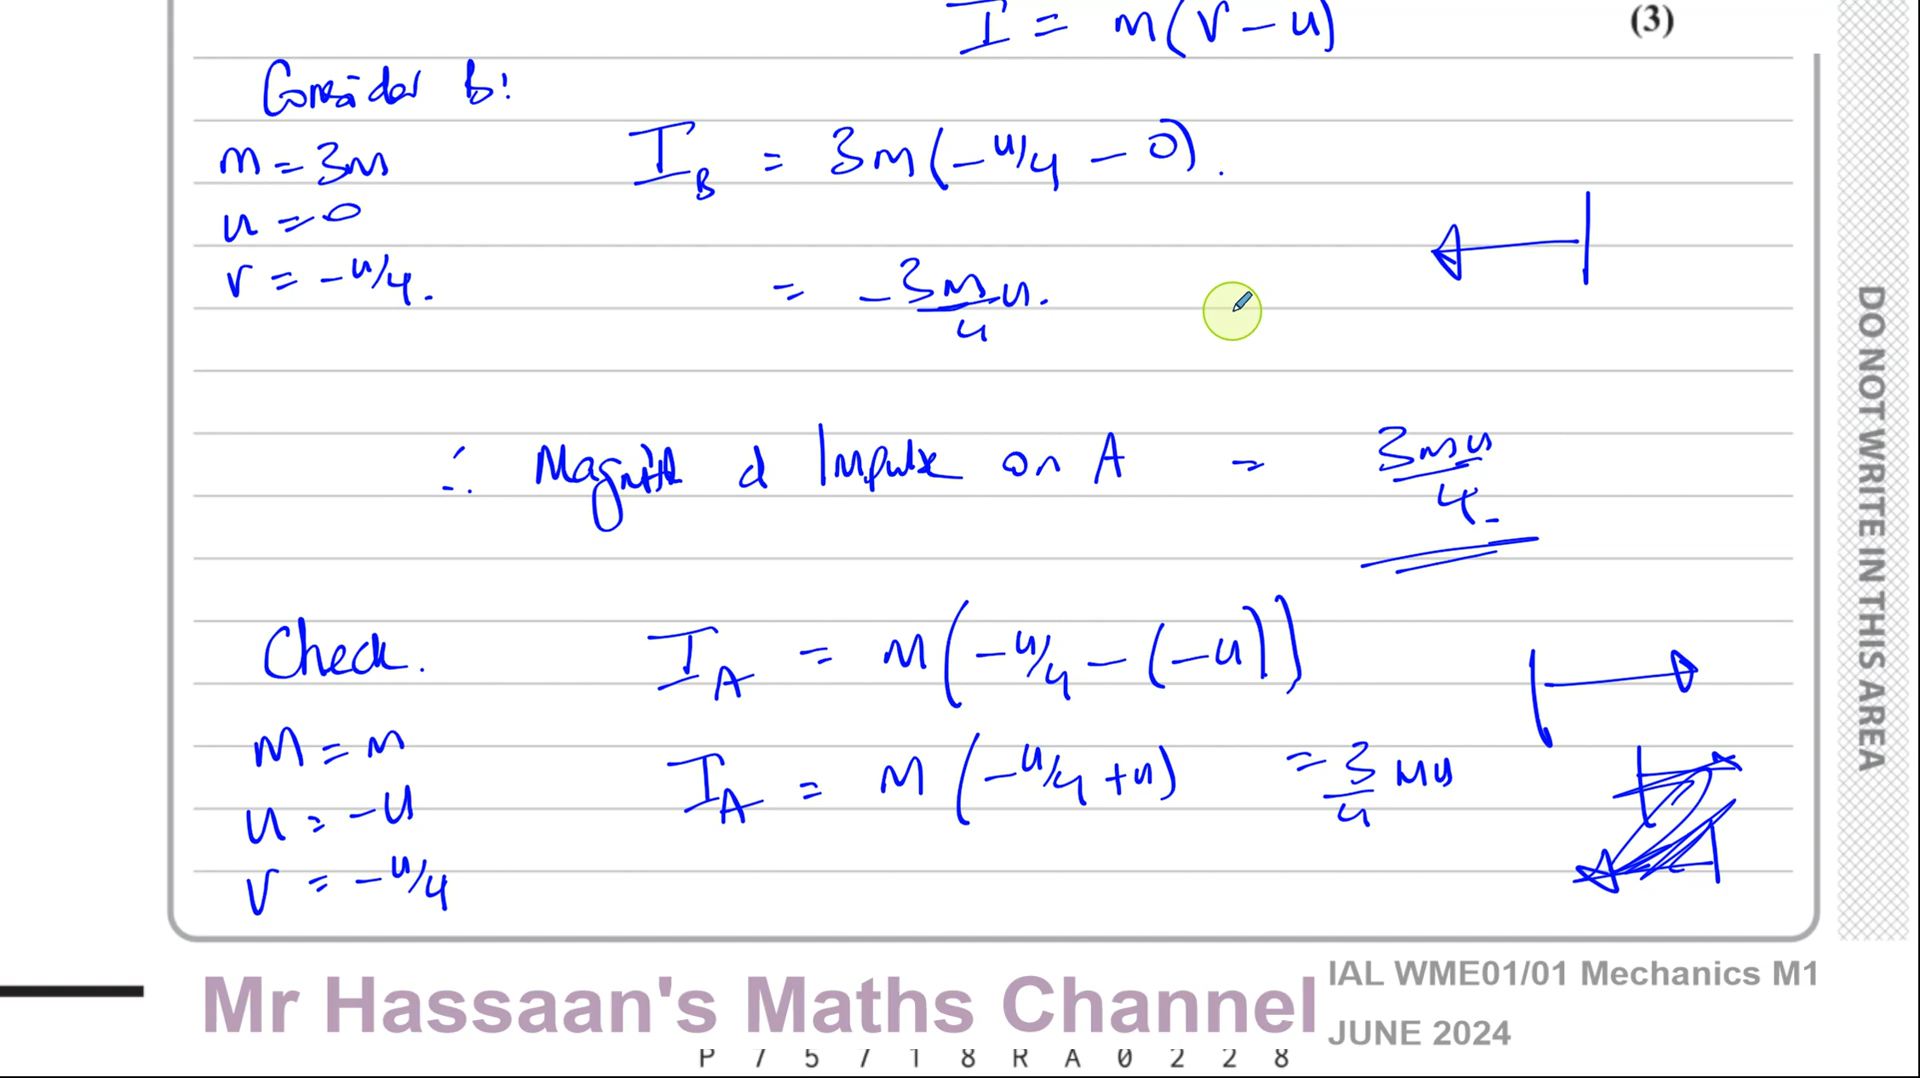 I = m(v - u)
(3)
Consider B:
m = 3m
I_B = 3m(-u/4 - 0).
u = 0
v = -u/4.
= -3m/4 u.
∴ Magnitude of Impulse on A = 3mu/4.
Check.
I_A = m(-u/4 - (-u))
m = m
I_A = m(-u/4 + u) = 3/4 mu
u = -u
v = -u/4
DO NOT WRITE IN THIS AREA
Mr Hassaan's Maths Channel
IAL WME01/01 Mechanics M1
JUNE 2024
P 7 5 7 1 8 R A 0 2 2 8